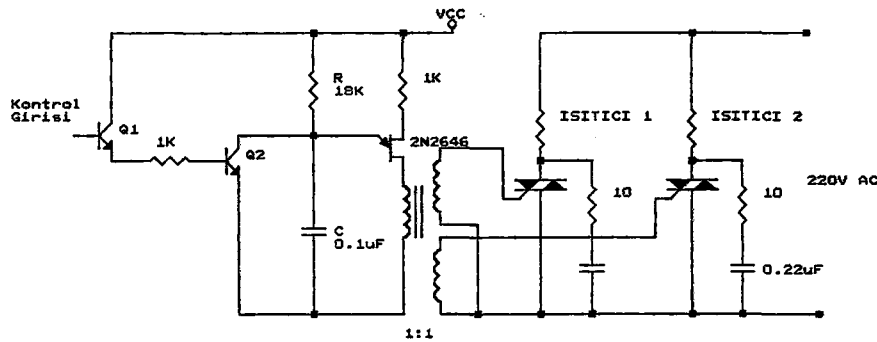 VCC
R
18K
1K
Kontrol
Girisi
Q1
1K
Q2
2N2646
C
0.1uF
1:1
ISITICI 1
ISITICI 2
10
10
220V AC
0.22uF